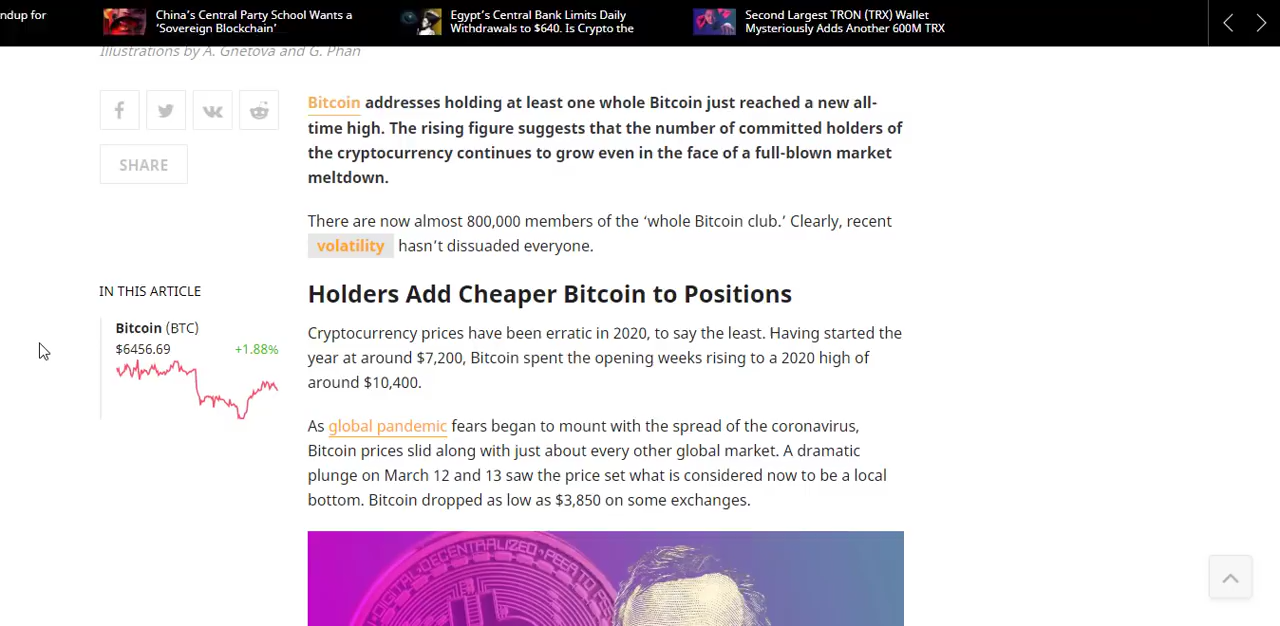 ndup for
China's Central Party School Wants a
'Sovereign Blockchain'
Egypt's Central Bank Limits Daily
Withdrawals to $640. Is Crypto the
Second Largest TRON (TRX) Wallet
Mysteriously Adds Another 600M TRX
Illustrations by A. Gnetova and G. Phan
SHARE
Bitcoin addresses holding at least one whole Bitcoin just reached a new all-
time high. The rising figure suggests that the number of committed holders of
the cryptocurrency continues to grow even in the face of a full-blown market
meltdown.
There are now almost 800,000 members of the 'whole Bitcoin club.' Clearly, recent
volatility hasn't dissuaded everyone.
IN THIS ARTICLE
Bitcoin (BTC)
$6456.69 +1.88%
Holders Add Cheaper Bitcoin to Positions
Cryptocurrency prices have been erratic in 2020, to say the least. Having started the
year at around $7,200, Bitcoin spent the opening weeks rising to a 2020 high of
around $10,400.
As global pandemic fears began to mount with the spread of the coronavirus,
Bitcoin prices slid along with just about every other global market. A dramatic
plunge on March 12 and 13 saw the price set what is considered now to be a local
bottom. Bitcoin dropped as low as $3,850 on some exchanges.
DECENTRALIZED PEER TO